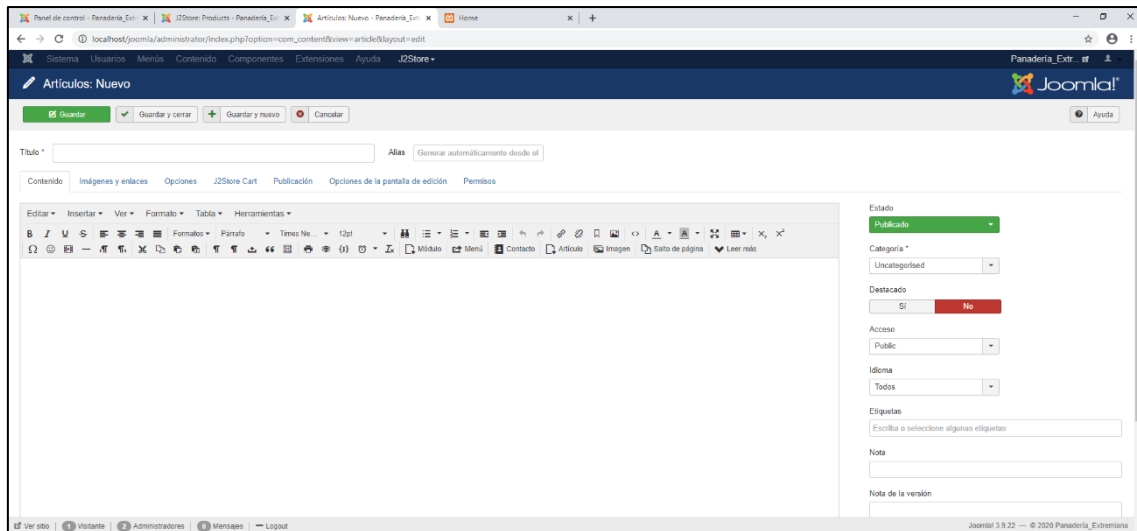 Panel de control - Panadería_Extr x J2Store: Products - Panadería_Ex x Artículos: Nuevo - Panadería_Ext x Home x +
localhost/joomla/administrator/index.php?option=com_content&view=article&layout=edit
Sistema Usuarios Menús Contenido Componentes Extensiones Ayuda J2Store Panadería_Extr...
Artículos: Nuevo Joomla!
Guardar Guardar y cerrar Guardar y nuevo Cancelar Ayuda
Título * Alias Generar automáticamente desde el
Contenido Imágenes y enlaces Opciones J2Store Cart Publicación Opciones de la pantalla de edición Permisos
Editar Insertar Ver Formato Tabla Herramientas
B I U S Formatos Párrafo Times Ne... 12pt A A X, X²
Ω Módulo Menú Contacto Artículo Imagen Salto de página Leer más
Estado
Publicado
Categoría *
Uncategorised
Destacado
Sí No
Acceso
Public
Idioma
Todos
Etiquetas
Escriba o seleccione algunas etiquetas
Nota
Nota de la versión
Ver sitio 1 Visitante 2 Administradores 0 Mensajes Logout Joomla! 3.9.22 — © 2020 Panadería_Extremiana